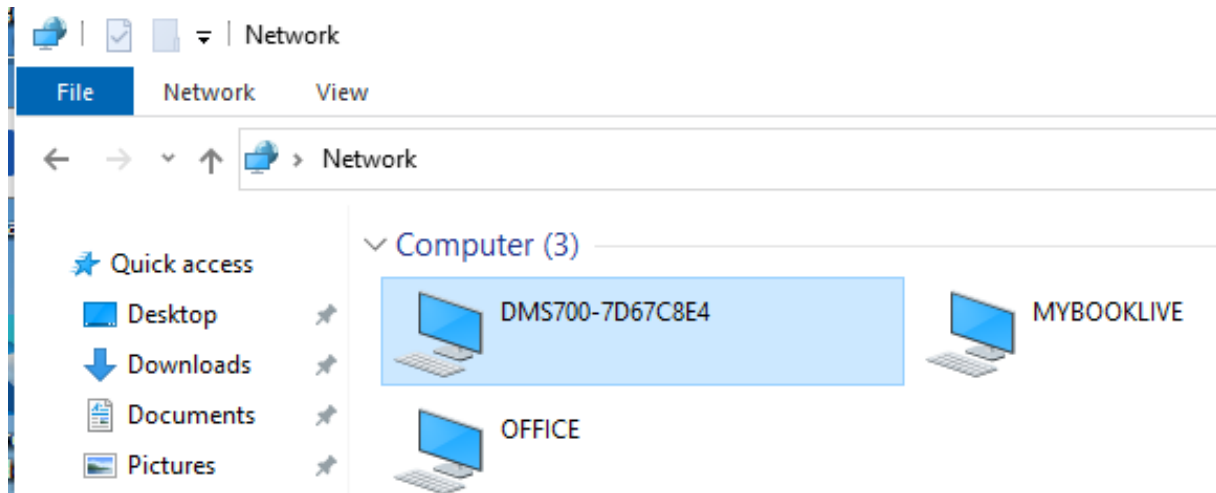 Network
File Network View
Network
Quick access
Desktop
Downloads
Documents
Pictures
Computer (3)
DMS700-7D67C8E4 MYBOOKLIVE
OFFICE